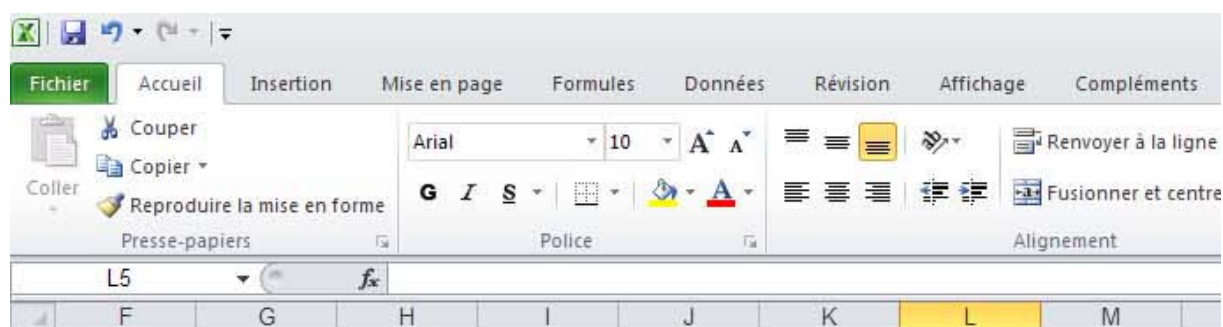 Fichier Accueil Insertion Mise en page Formules Données Révision Affichage Compléments
Couper
Copier
Coller
Reproduire la mise en forme
Presse-papiers
Arial 10 A A
G I S A
Police
Renvoyer à la ligne
a Fusionner et centre
Alignement
L5 fx
F G H I J K L M